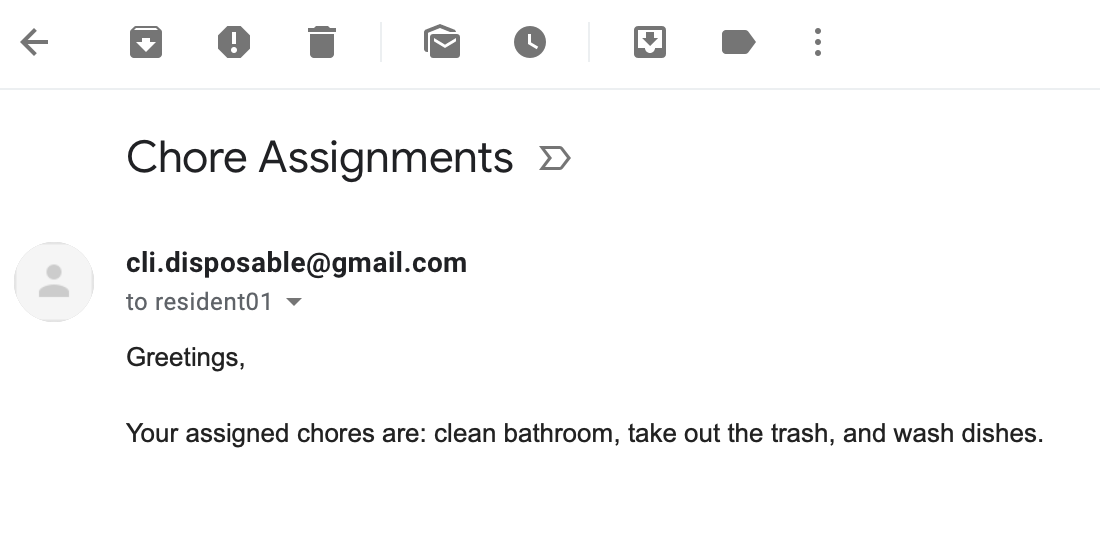 Chore Assignments
cli.disposable@gmail.com
to resident01
Greetings,
Your assigned chores are: clean bathroom, take out the trash, and wash dishes.